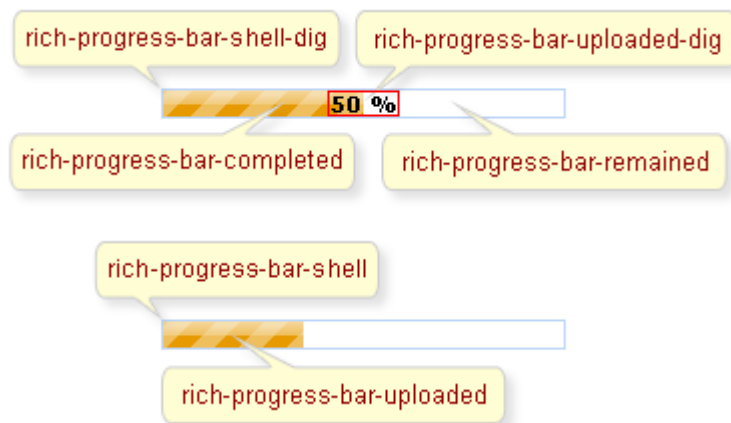 rich-progress-bar-shell-dig
rich-progress-bar-uploaded-dig
50 %
rich-progress-bar-completed
rich-progress-bar-remained
rich-progress-bar-shell
rich-progress-bar-uploaded